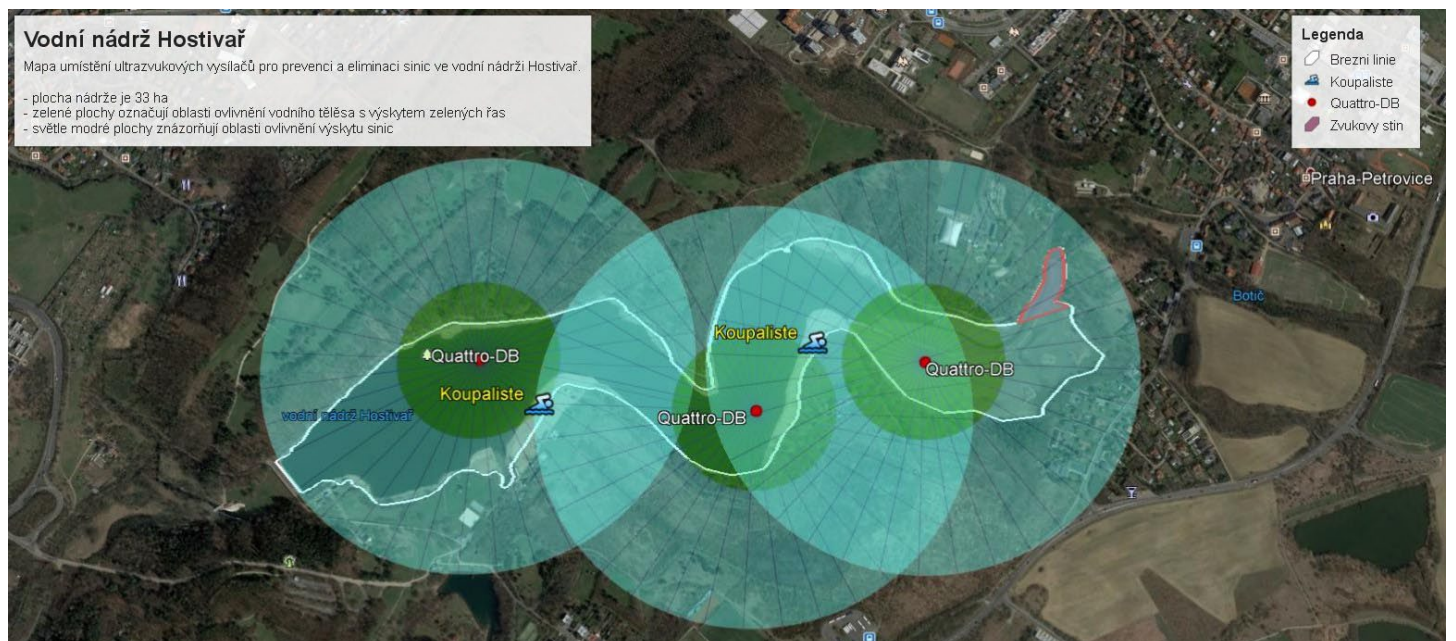 Vodní nádrž Hostivař
Mapa umístění ultrazvukových vysílačů pro prevenci a eliminaci sinic ve vodní nádrži Hostivař.
- plocha nádrže je 33 ha
- zelené plochy označují oblasti ovlivnění vodního tělěsa s výskytem zelených řas
- světle modré plochy znázorňují oblasti ovlivnění výskytu sinic
Legenda
Brezni linie
Koupaliste
Quattro-DB
Zvukovy stin
Praha-Petrovice
Botič
Koupaliste
Quattro-DB
Quattro-DB
Koupaliste
vodní nádrž Hostivař
Quattro-DB